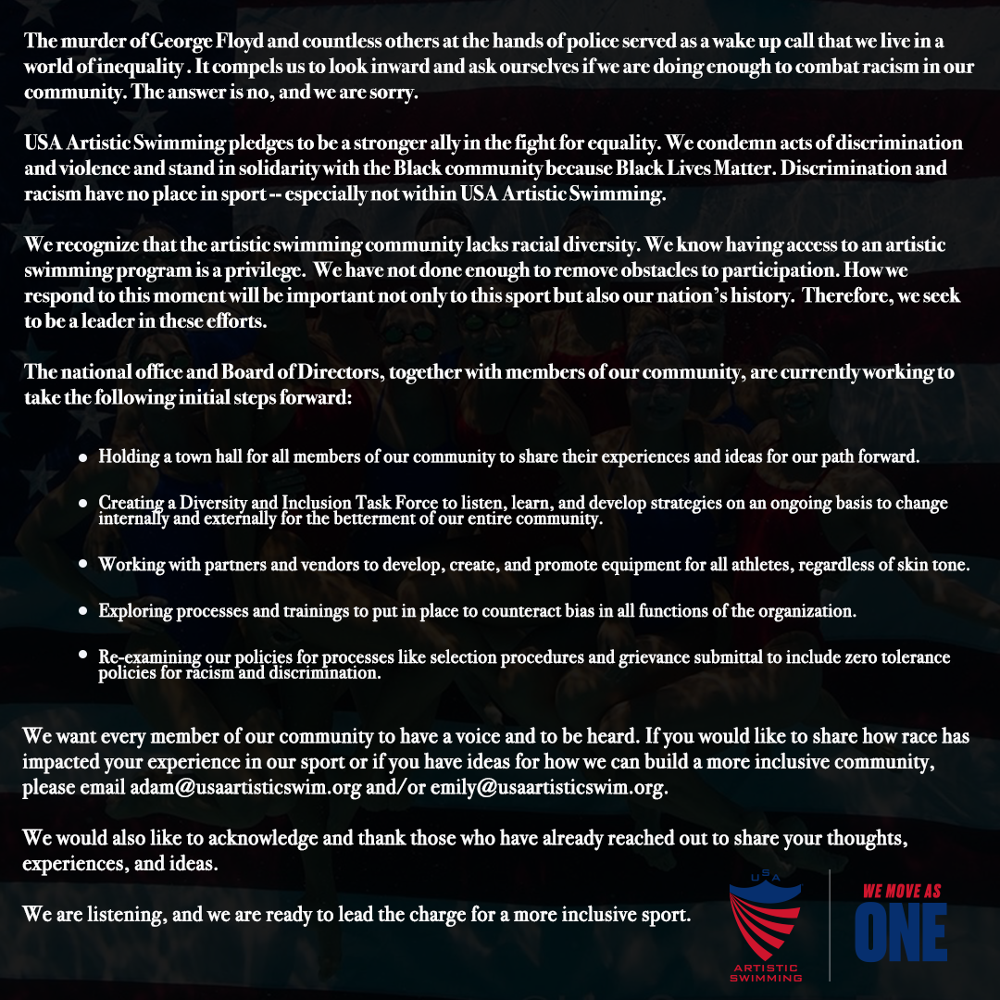 The murder of George Floyd and countless others at the hands of police served as a wake up call that we live in a
world of inequality . It compels us to look inward and ask ourselves if we are doing enough to combat racism in our
community. The answer is no, and we are sorry.
USA Artistic Swimming pledges to be a stronger ally in the fight for equality. We condemn acts of discrimination
and violence and stand in solidarity with the Black community because Black Lives Matter. Discrimination and
racism have no place in sport -- especially not within USA Artistic Swimming.
We recognize that the artistic swimming community lacks racial diversity. We know having access to an artistic
swimming program is a privilege.  We have not done enough to remove obstacles to participation. How we
respond to this moment will be important not only to this sport but also our nation's history.  Therefore, we seek
to be a leader in these efforts.
The national office and Board of Directors, together with members of our community, are currently working to
take the following initial steps forward:
• Holding a town hall for all members of our community to share their experiences and ideas for our path forward.
• Creating a Diversity and Inclusion Task Force to listen, learn, and develop strategies on an ongoing basis to change
internally and externally for the betterment of our entire community.
• Working with partners and vendors to develop, create, and promote equipment for all athletes, regardless of skin tone.
• Exploring processes and trainings to put in place to counteract bias in all functions of the organization.
• Re-examining our policies for processes like selection procedures and grievance submittal to include zero tolerance
policies for racism and discrimination.
We want every member of our community to have a voice and to be heard. If you would like to share how race has
impacted your experience in our sport or if you have ideas for how we can build a more inclusive community,
please email adam@usaartisticswim.org and/or emily@usaartisticswim.org.
We would also like to acknowledge and thank those who have already reached out to share your thoughts,
experiences, and ideas.
We are listening, and we are ready to lead the charge for a more inclusive sport.
USA
ARTISTIC
SWIMMING
WE MOVE AS
ONE